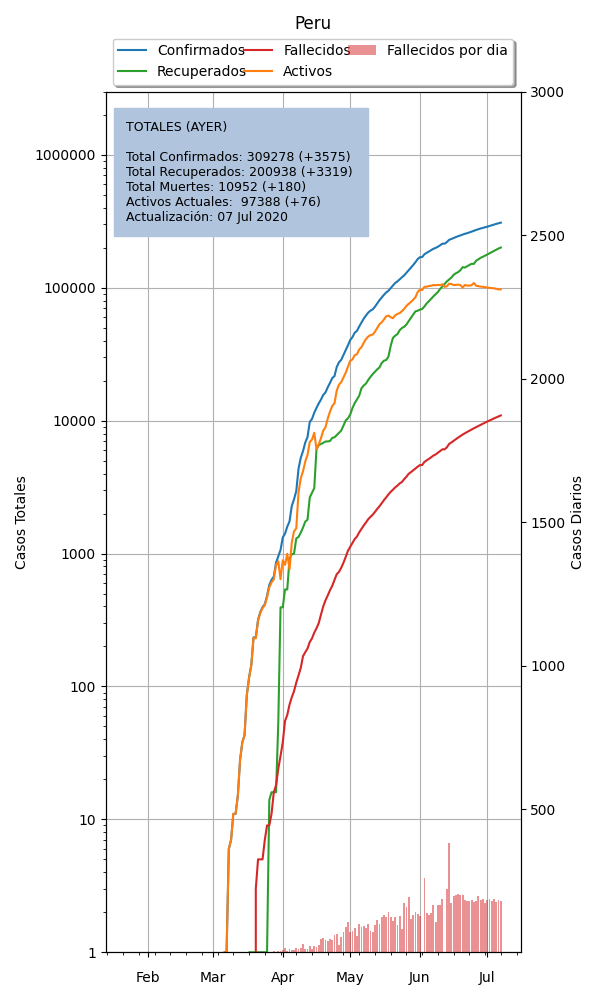 Peru
Confirmados Fallecidos Fallecidos por dia
Recuperados Activos
TOTALES (AYER)
Total Confirmados: 309278 (+3575)
Total Recuperados: 200938 (+3319)
Total Muertes: 10952 (+180)
Activos Actuales:  97388 (+76)
Actualización: 07 Jul 2020
Casos Totales
1000000
100000
10000
1000
100
10
1
3000
2500
2000
1500
1000
500
Casos Diarios
Feb Mar Apr May Jun Jul